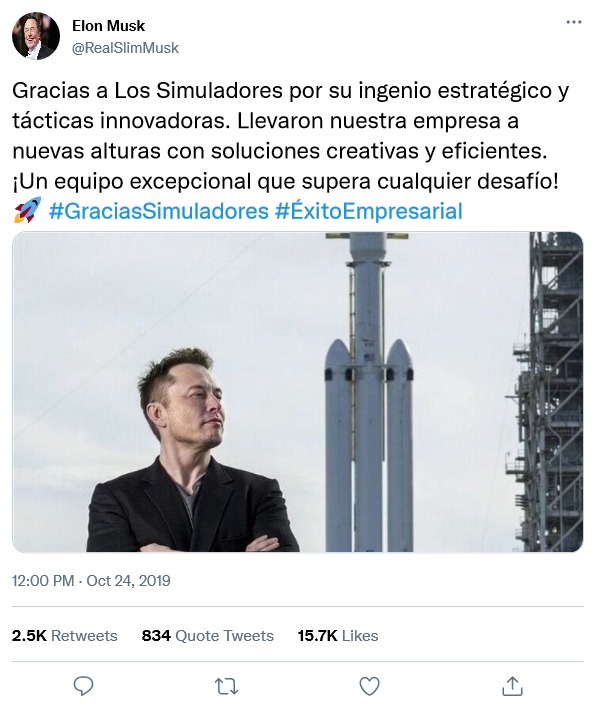 Elon Musk
@RealSlimMusk
Gracias a Los Simuladores por su ingenio estratégico y
tácticas innovadoras. Llevaron nuestra empresa a
nuevas alturas con soluciones creativas y eficientes.
¡Un equipo excepcional que supera cualquier desafío!
🚀 #GraciasSimuladores #ÉxitoEmpresarial
12:00 PM · Oct 24, 2019
2.5K Retweets 834 Quote Tweets 15.7K Likes